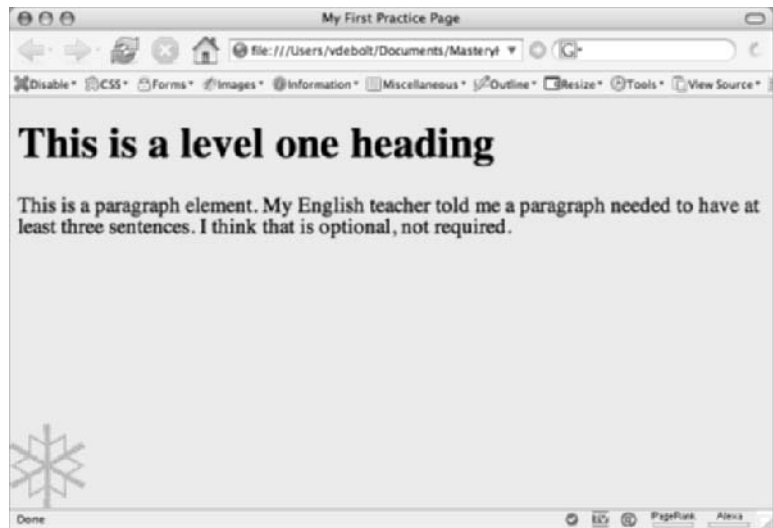 My First Practice Page
file:///Users/vdebolt/Documents/Mastery
G
Disable CSS Forms Images Information Miscellaneous Outline Resize Tools View Source
This is a level one heading
This is a paragraph element. My English teacher told me a paragraph needed to have at
least three sentences. I think that is optional, not required.
Done PageRank Alexa